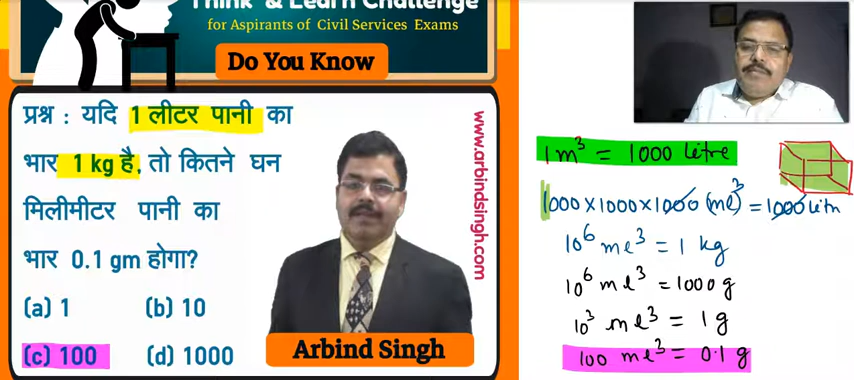 Think & Learn Challenge
for Aspirants of Civil Services Exams
Do You Know
प्रश्न : यदि 1 लीटर पानी का
भार 1 kg है, तो कितने घन
मिलीमीटर पानी का
भार 0.1 gm होगा?
(a) 1 (b) 10
(c) 100 (d) 1000
www.arbindsingh.com
Arbind Singh
1 m³ = 1000 Litre
1000 x 1000 x 1000 (ml)³ = 1000 Litr
10⁶ ml³ = 1 kg
10⁶ ml³ = 1000 g
10³ ml³ = 1 g
100 ml³ = 0.1 g